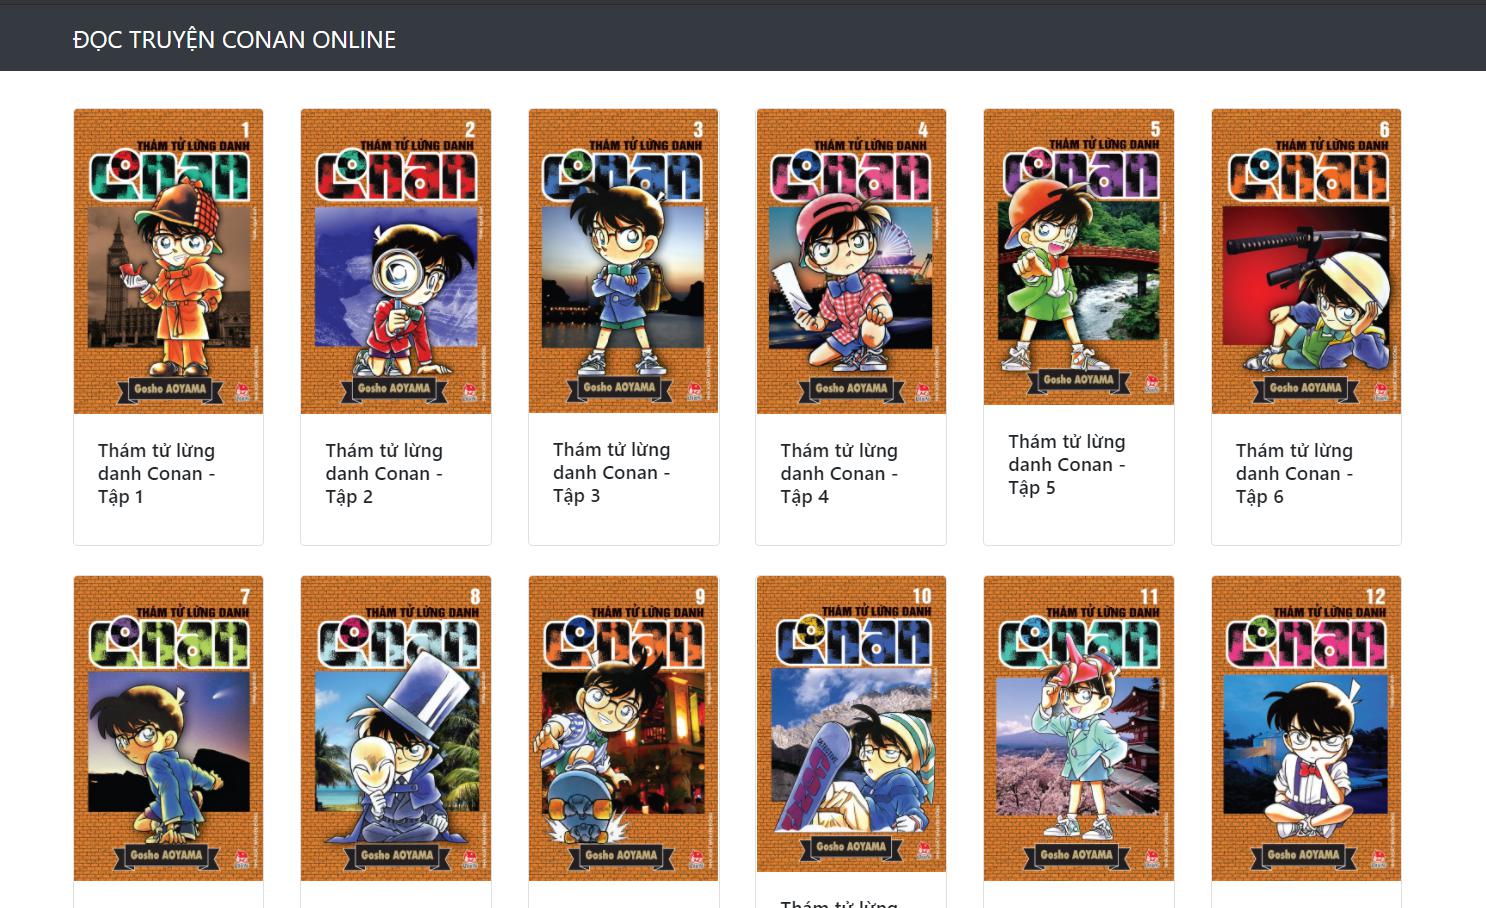 ĐỌC TRUYỆN CONAN ONLINE
1
THÁM TỬ LỪNG DANH
Conan
Gosho AOYAMA
2
THÁM TỬ LỪNG DANH
Conan
Gosho AOYAMA
3
THÁM TỬ LỪNG DANH
Conan
Gosho AOYAMA
4
THÁM TỬ LỪNG DANH
Conan
Gosho AOYAMA
5
THÁM TỬ LỪNG DANH
Conan
Gosho AOYAMA
6
THÁM TỬ LỪNG DANH
Conan
Gosho AOYAMA
Thám tử lừng
danh Conan -
Tập 1
Thám tử lừng
danh Conan -
Tập 2
Thám tử lừng
danh Conan -
Tập 3
Thám tử lừng
danh Conan -
Tập 4
Thám tử lừng
danh Conan -
Tập 5
Thám tử lừng
danh Conan -
Tập 6
7
THÁM TỬ LỪNG DANH
Conan
Gosho AOYAMA
8
THÁM TỬ LỪNG DANH
Conan
Gosho AOYAMA
9
THÁM TỬ LỪNG DANH
Conan
Gosho AOYAMA
10
THÁM TỬ LỪNG DANH
Conan
Gosho AOYAMA
11
THÁM TỬ LỪNG DANH
Conan
Gosho AOYAMA
12
THÁM TỬ LỪNG DANH
Conan
Gosho AOYAMA
Thám tử lừng